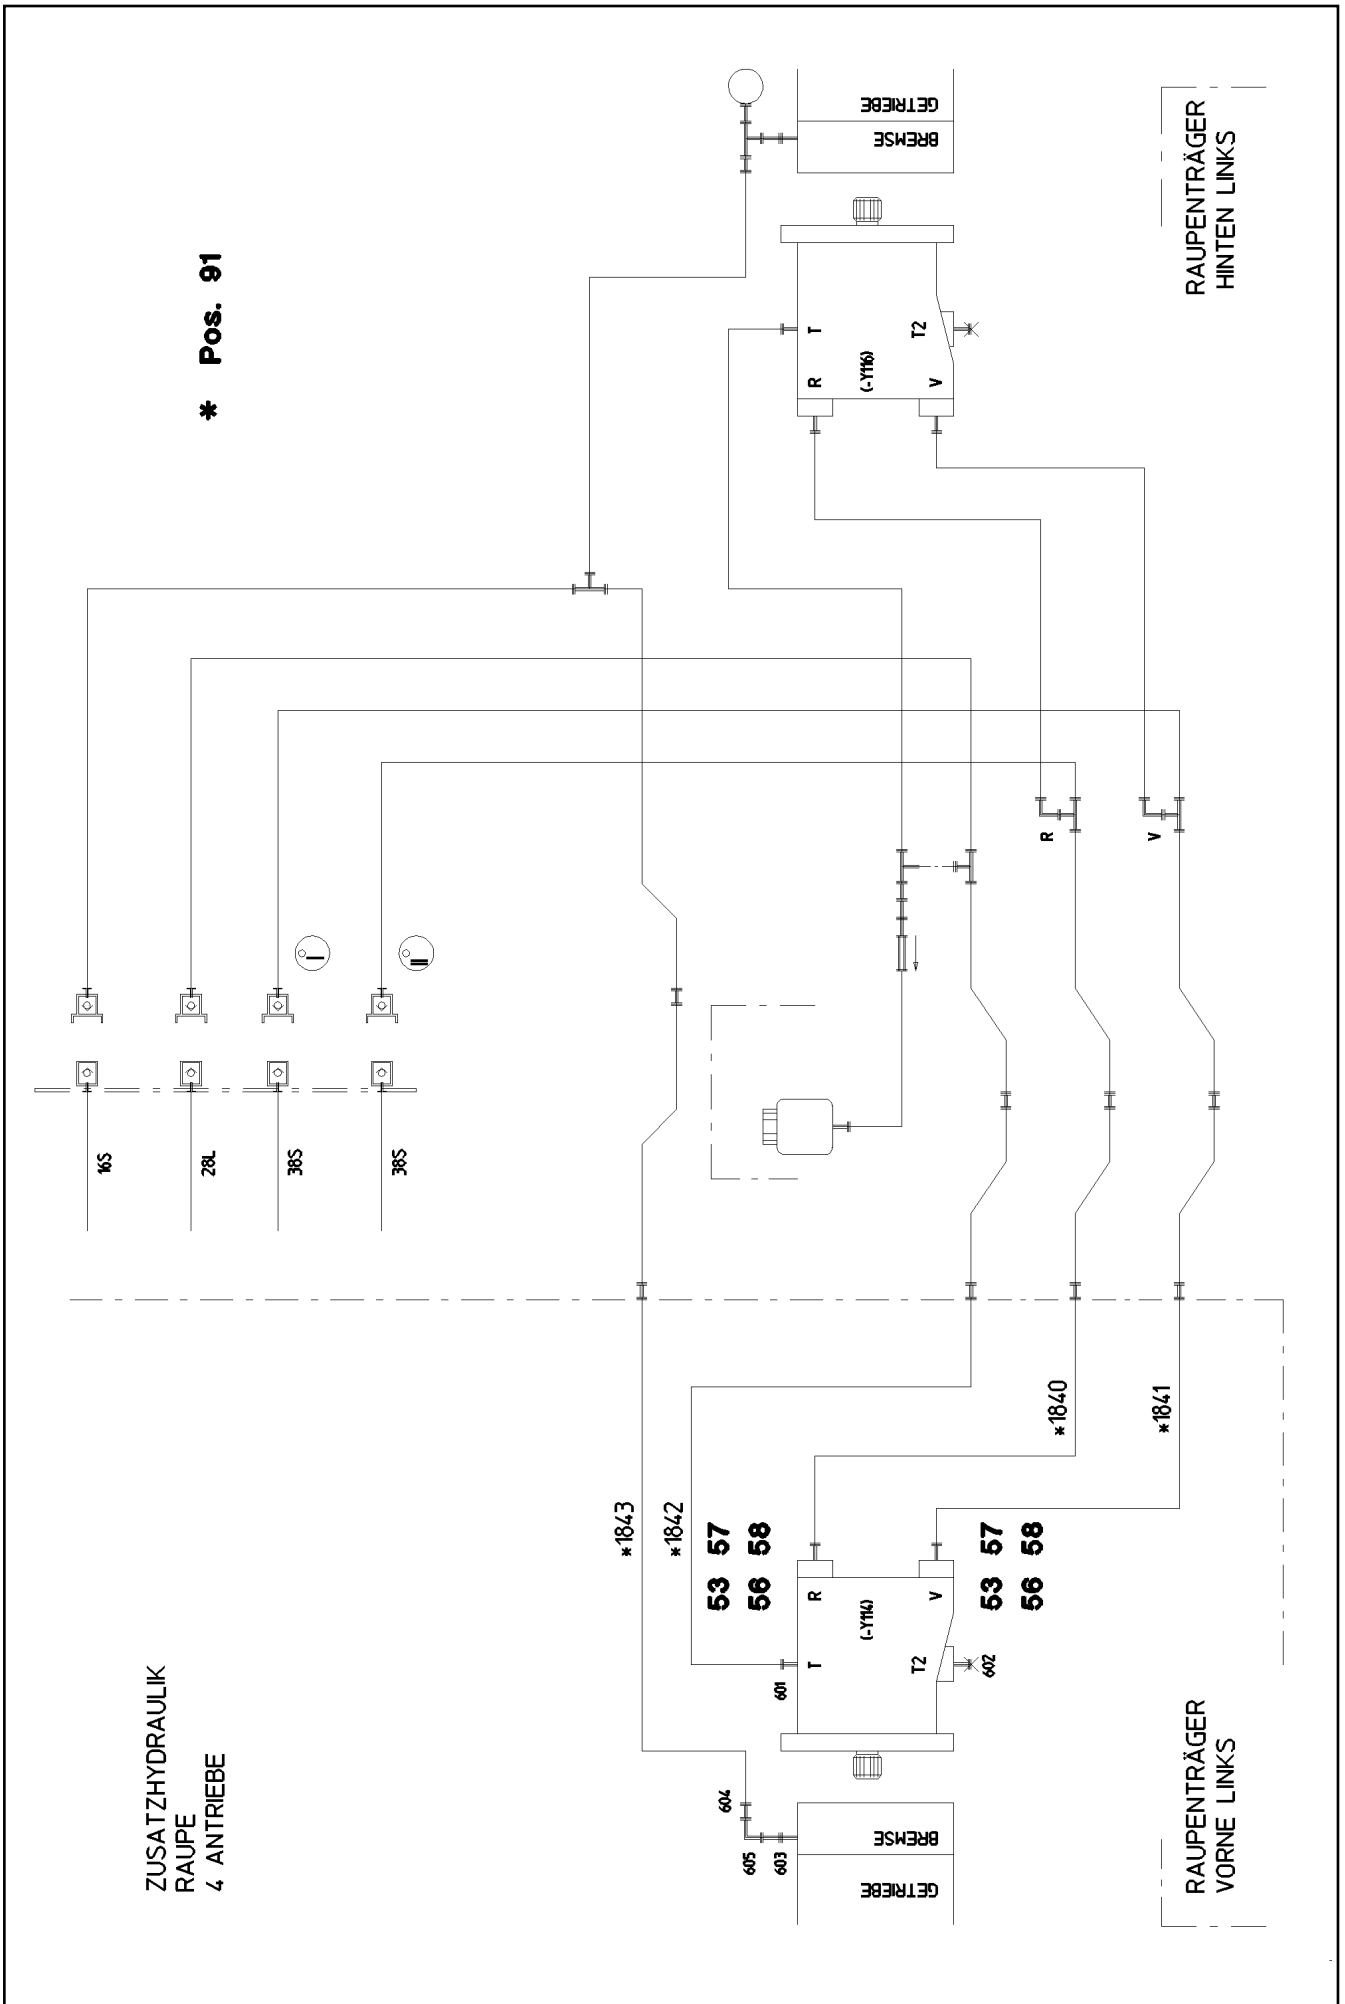 ZUSATZHYDRAULIK
RAUPE
4 ANTRIEBE
* Pos. 91
16S
28L
38S
38S
I
II
*1843
*1842
53 57
56 58
*1840
*1841
53 57
56 58
604
605
603
601
602
R
T
(-Y114)
T2
V
BREMSE
GETRIEBE
R
V
T
R
(-Y116)
T2
V
BREMSE
GETRIEBE
RAUPENTRÄGER
VORNE LINKS
RAUPENTRÄGER
HINTEN LINKS